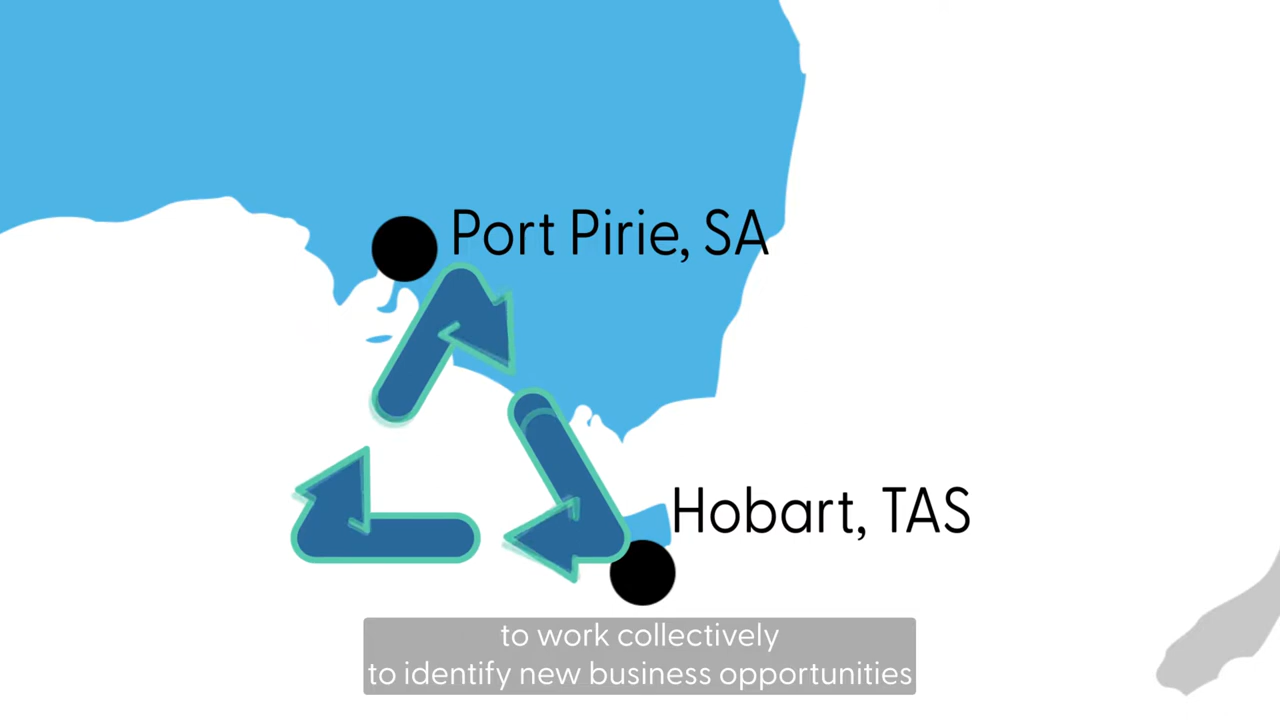 Port Pirie, SA
Hobart, TAS
to work collectively
to identify new business opportunities